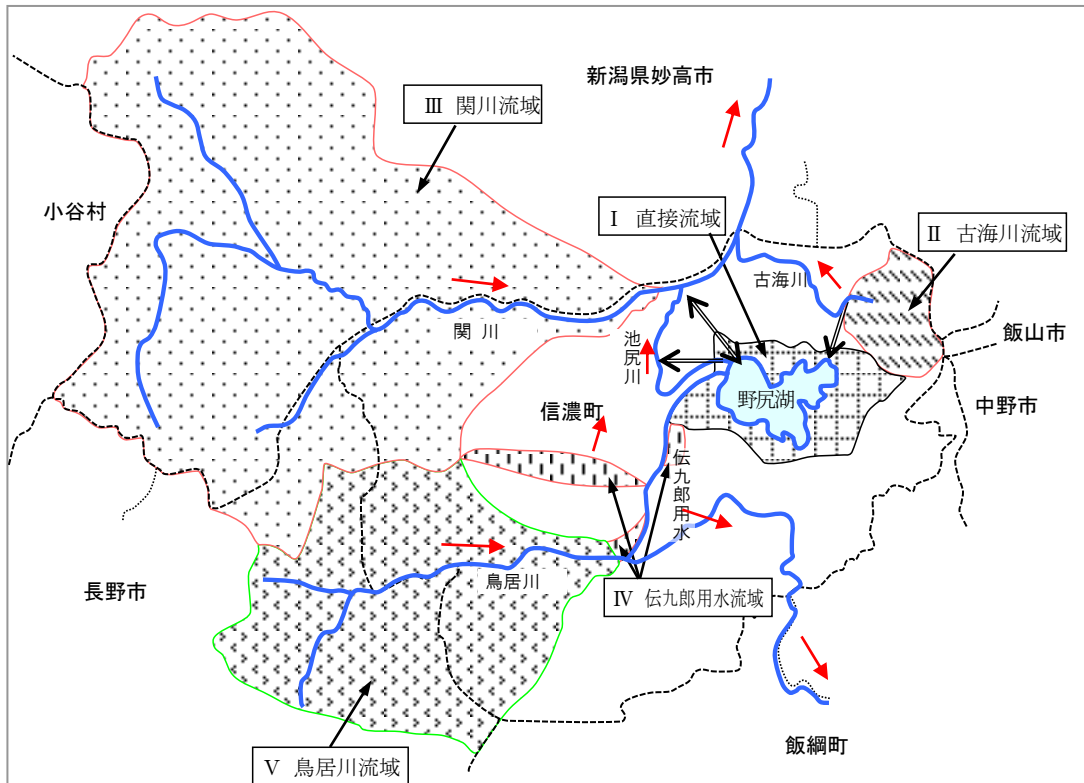 新潟県妙高市
Ⅲ 関川流域
小谷村
Ⅰ 直接流域
Ⅱ 古海川流域
古海川
飯山市
関川
池尻川
野尻湖
中野市
信濃町
伝九郎用水
長野市
鳥居川
Ⅳ 伝九郎用水流域
飯綱町
Ⅴ 鳥居川流域